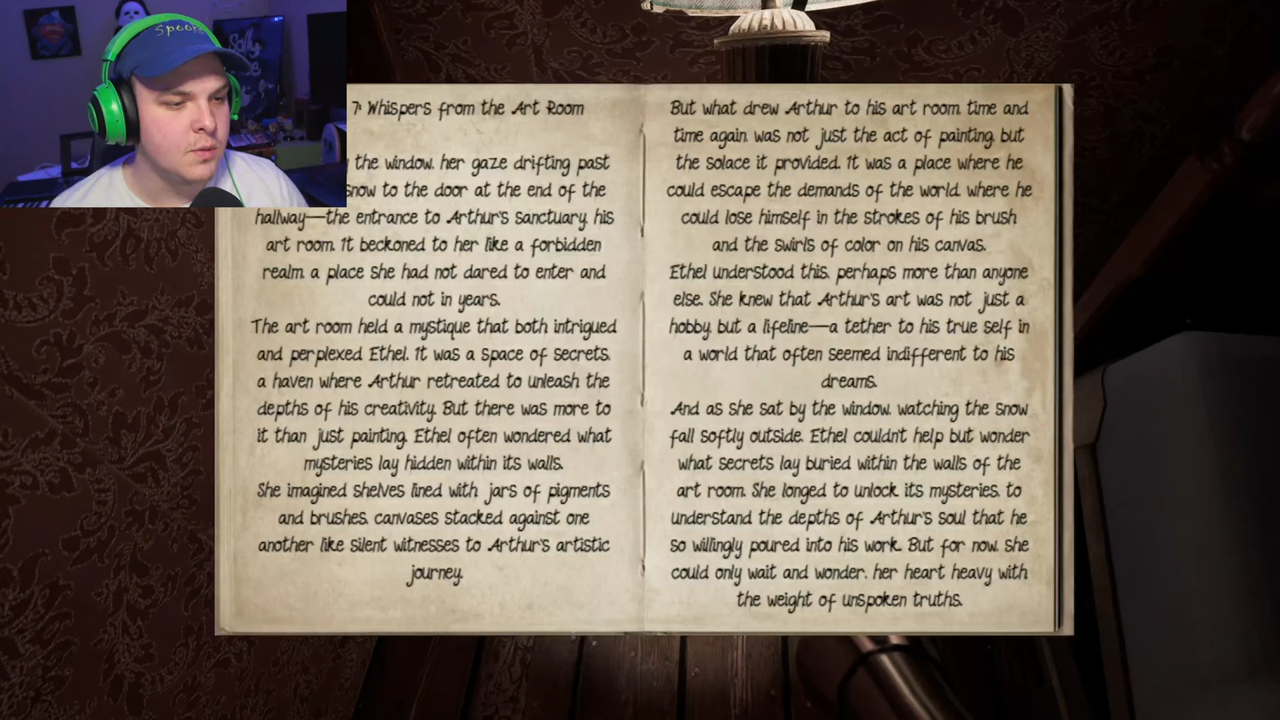 Spook
Sally
7: Whispers from the Art Room
the window, her gaze drifting past
snow to the door at the end of the
hallway—the entrance to Arthur's sanctuary, his
art room. It beckoned to her like a forbidden
realm, a place she had not dared to enter and
could not in years.
The art room held a mystique that both intrigued
and perplexed Ethel. It was a space of secrets,
a haven where Arthur retreated to unleash the
depths of his creativity. But there was more to
it than just painting. Ethel often wondered what
mysteries lay hidden within its walls.
She imagined shelves lined with jars of pigments
and brushes, canvases stacked against one
another like silent witnesses to Arthur's artistic
journey.
But what drew Arthur to his art room, time and
time again, was not just the act of painting, but
the solace it provided. It was a place where he
could escape the demands of the world, where he
could lose himself in the strokes of his brush
and the swirls of color on his canvas.
Ethel understood this, perhaps more than anyone
else. She knew that Arthur's art was not just a
hobby, but a lifeline—a tether to his true self in
a world that often seemed indifferent to his
dreams.
And as she sat by the window, watching the snow
fall softly outside, Ethel couldn't help but wonder
what secrets lay buried within the walls of the
art room. She longed to unlock its mysteries, to
understand the depths of Arthur's soul that he
so willingly poured into his work. But for now, she
could only wait and wonder, her heart heavy with
the weight of unspoken truths.